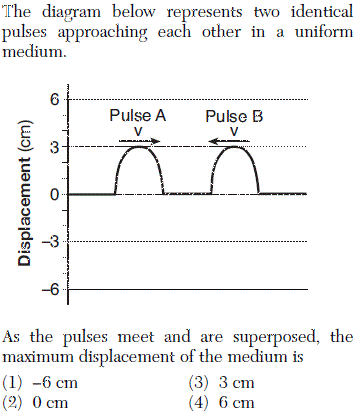 The diagram below represents two identical
pulses approaching each other in a uniform
medium.
6
Pulse A Pulse B
v v
3
0
-3
-6
Displacement (cm)
As the pulses meet and are superposed, the
maximum displacement of the medium is
(1) -6 cm (3) 3 cm
(2) 0 cm (4) 6 cm